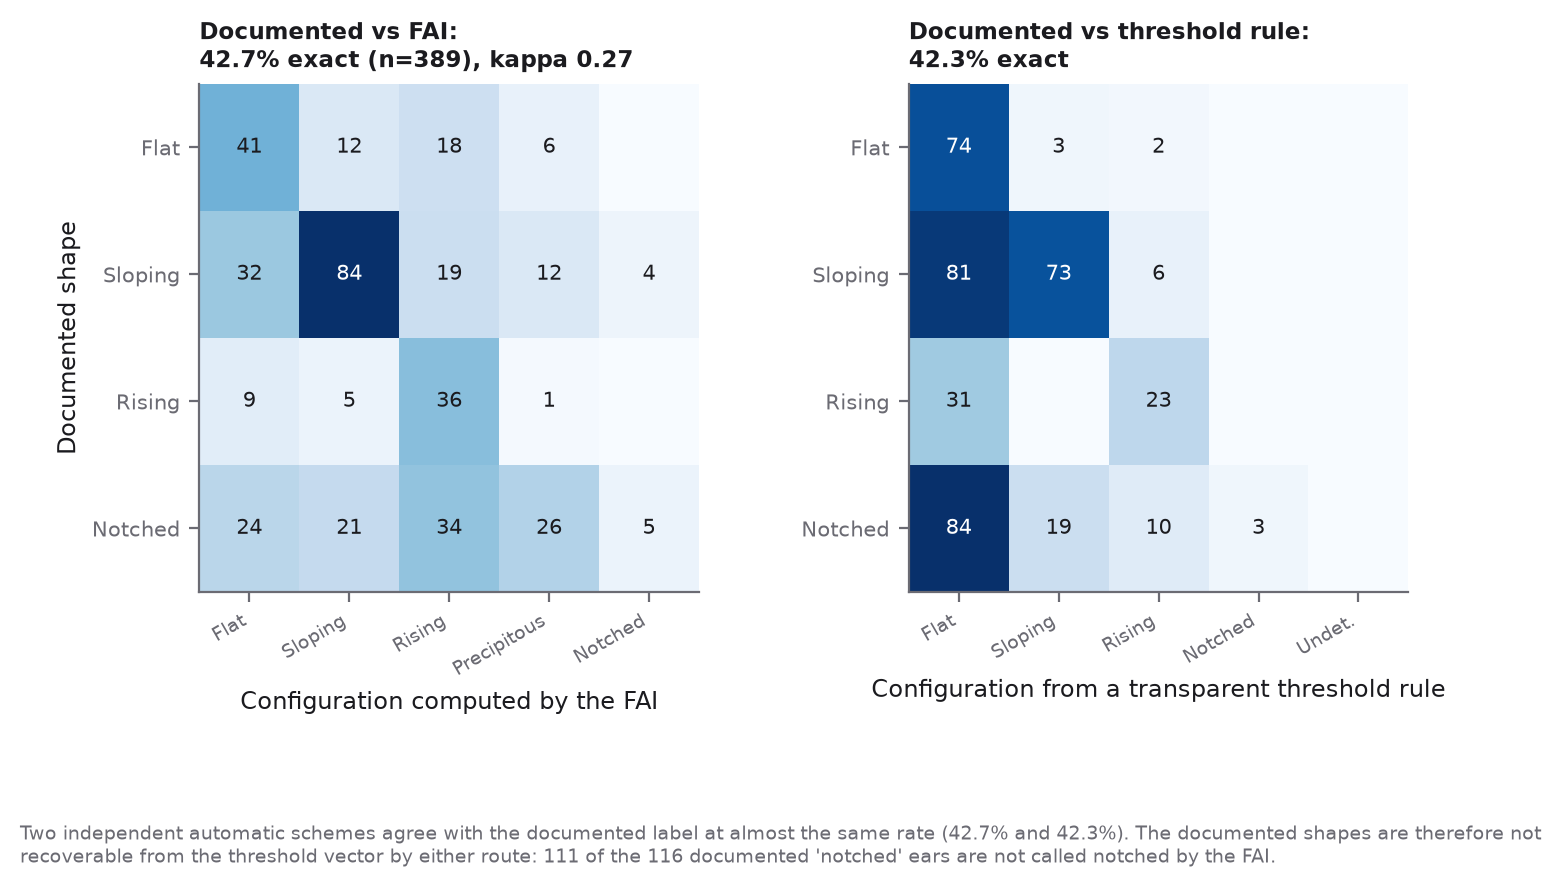 Documented vs FAI:
42.7% exact (n=389), kappa 0.27
Documented shape
Flat
41 12 18 6
Sloping
32 84 19 12 4
Rising
9 5 36 1
Notched
24 21 34 26 5
Flat Sloping Rising Precipitous Notched
Configuration computed by the FAI
Documented vs threshold rule:
42.3% exact
Flat
74 3 2
Sloping
81 73 6
Rising
31 23
Notched
84 19 10 3
Flat Sloping Rising Notched Undet.
Configuration from a transparent threshold rule
Two independent automatic schemes agree with the documented label at almost the same rate (42.7% and 42.3%). The documented shapes are therefore not
recoverable from the threshold vector by either route: 111 of the 116 documented 'notched' ears are not called notched by the FAI.